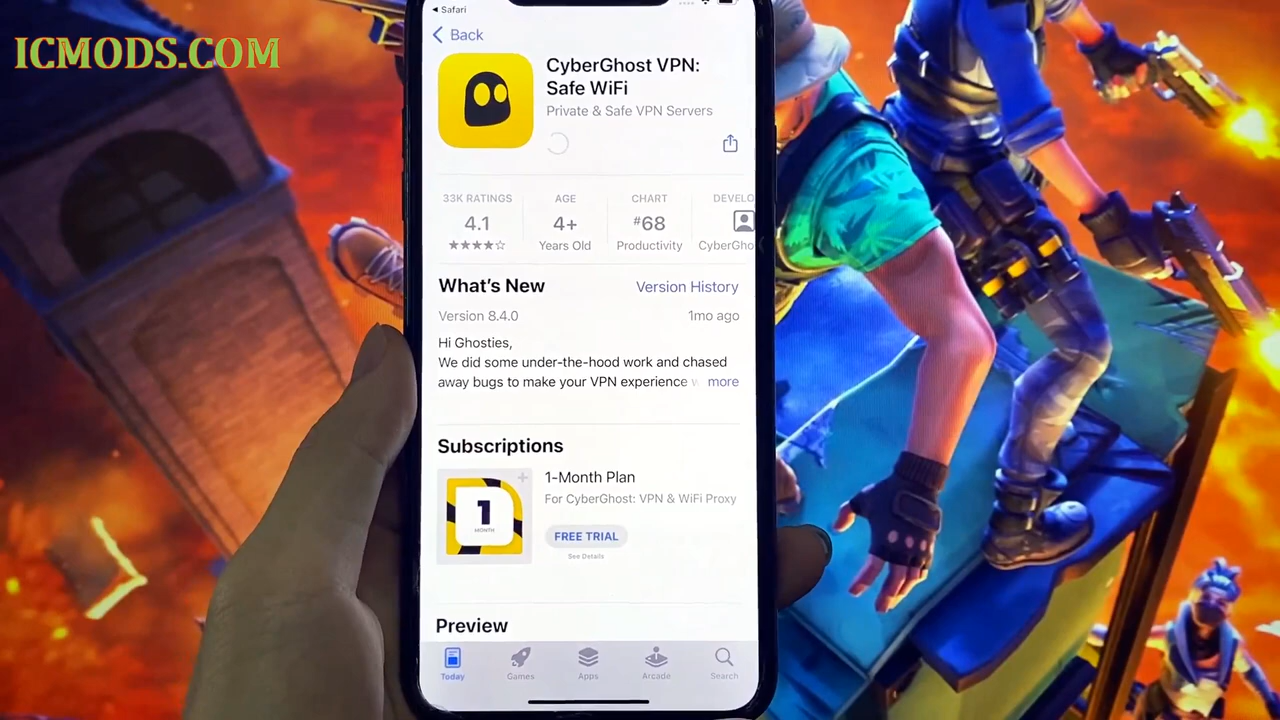 ICMODS.COM
Safari
Back
CyberGhost VPN:
Safe WiFi
Private & Safe VPN Servers
33K RATINGS
4.1
★★★★☆
AGE
4+
Years Old
CHART
#68
Productivity
DEVELO
CyberGho
What's New
Version History
Version 8.4.0
1mo ago
Hi Ghosties,
We did some under-the-hood work and chased
away bugs to make your VPN experience
more
Subscriptions
1
MONTH
1-Month Plan
For CyberGhost: VPN & WiFi Proxy
FREE TRIAL
See Details
Preview
Today
Games
Apps
Arcade
Search